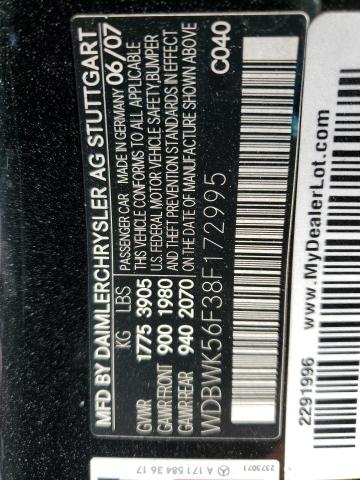 MFD BY DAIMLERCHRYSLER AG STUTTGART
PASSENGER CAR MADE IN GERMANY 06/07
KG LBS
THIS VEHICLE CONFORMS TO ALL APPLICABLE
U.S. FEDERAL MOTOR VEHICLE SAFETY, BUMPER
AND THEFT PREVENTION STANDARDS IN EFFECT
ON THE DATE OF MANUFACTURE SHOWN ABOVE
GVWR 1775 3905
GAWR FRONT 900 1980
GAWR REAR 940 2070
WDBWK56F38F172995
C040
2373071
A 171 584 36 17
2291996
www.MyDealerLot.com